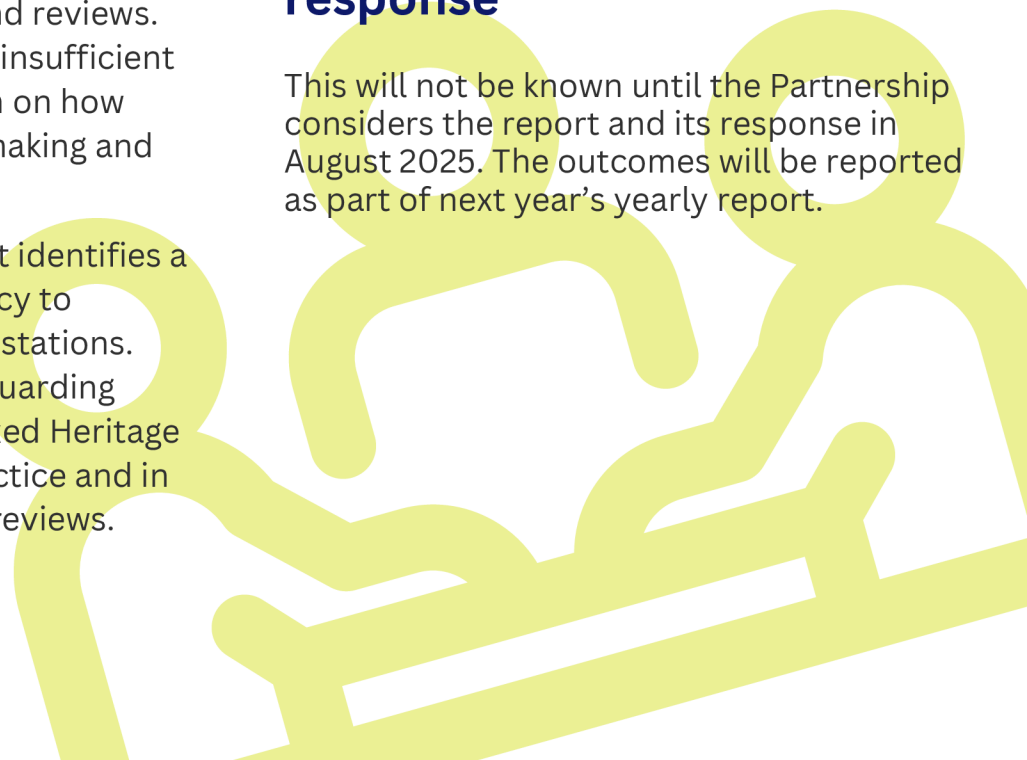 nd reviews.
insufficient
on how
making and
identifies a
to
stations.
uarding
Heritage
ctice and in
reviews.
response
This will not be known until the Partnership
considers the report and its response in
August 2025. The outcomes will be reported
as part of next year’s yearly report.